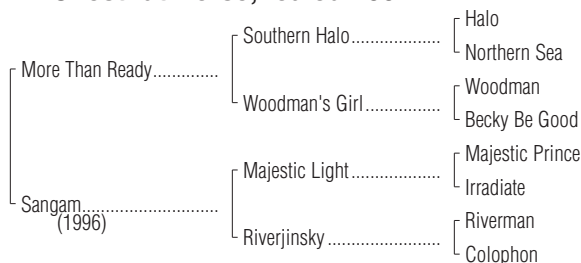 Halo
Southern Halo....................
Northern Sea
More Than Ready..............
Woodman
Woodman's Girl.................
Becky Be Good
Majestic Prince
Majestic Light....................
Irradiate
Sangam.............................
(1996)
Riverman
Riverjinsky .........................
Colophon